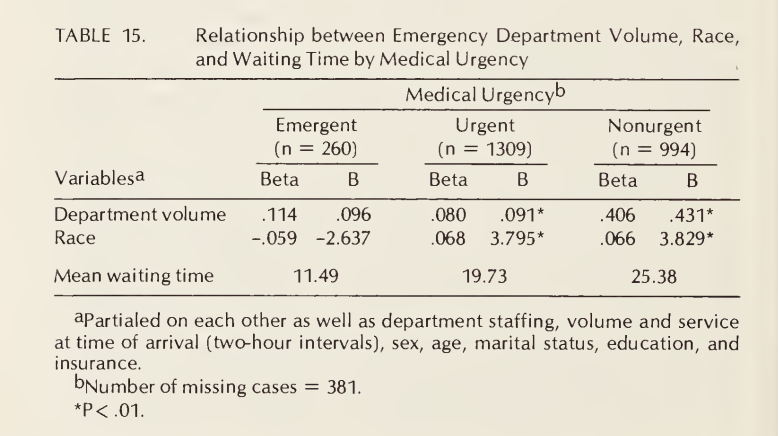 TABLE 15. Relationship between Emergency Department Volume, Race,
and Waiting Time by Medical Urgency
Medical Urgencyb
Emergent Urgent Nonurgent
(n = 260) (n = 1309) (n = 994)
Variablesa Beta B Beta B Beta B
Department volume .114 .096 .080 .091* .406 .431*
Race -.059 -2.637 .068 3.795* .066 3.829*
Mean waiting time 11.49 19.73 25.38
aPartialed on each other as well as department staffing, volume and service
at time of arrival (two-hour intervals), sex, age, marital status, education, and
insurance.
bNumber of missing cases = 381.
*P< .01.